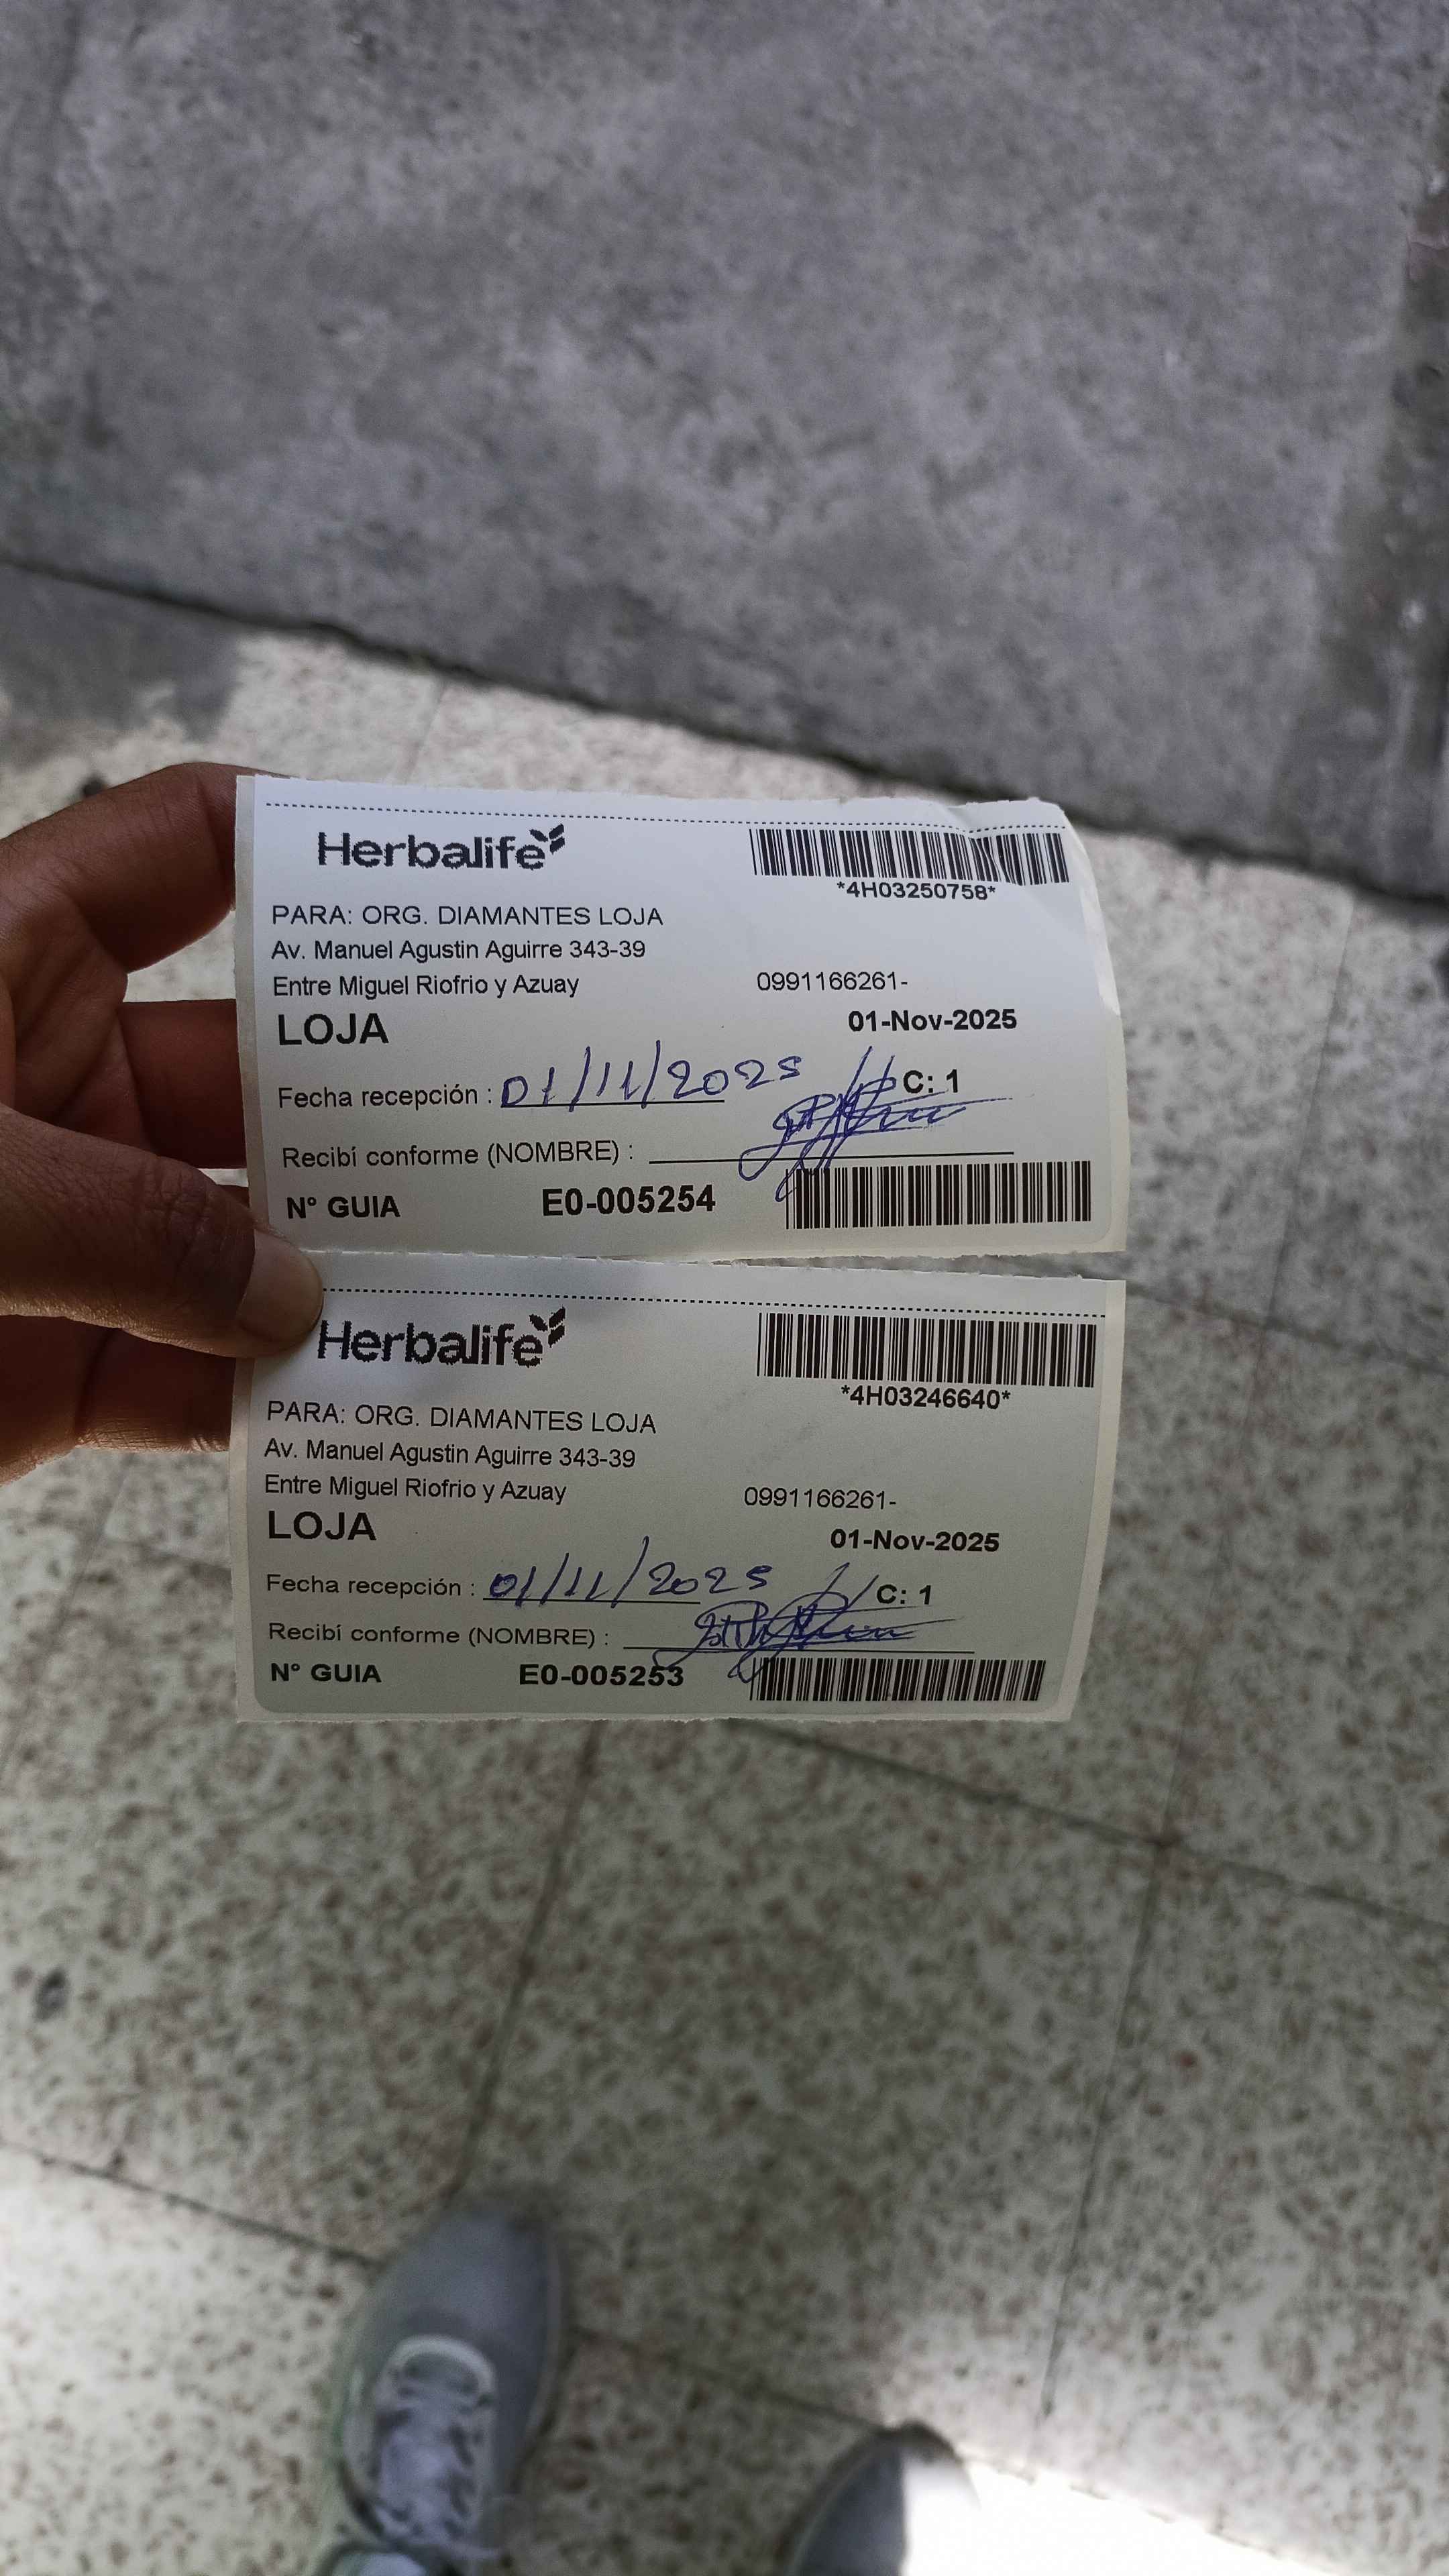 Herbalife
*4H03250758*
PARA: ORG. DIAMANTES LOJA
Av. Manuel Agustin Aguirre 343-39
Entre Miguel Riofrio y Azuay 0991166261-
LOJA 01-Nov-2025
Fecha recepción : 01/11/2025 C: 1
Recibí conforme (NOMBRE) :
N° GUIA E0-005254
Herbalife
*4H03246640*
PARA: ORG. DIAMANTES LOJA
Av. Manuel Agustin Aguirre 343-39
Entre Miguel Riofrio y Azuay 0991166261-
LOJA 01-Nov-2025
Fecha recepción : 01/11/2025 C: 1
Recibí conforme (NOMBRE) :
N° GUIA E0-005253